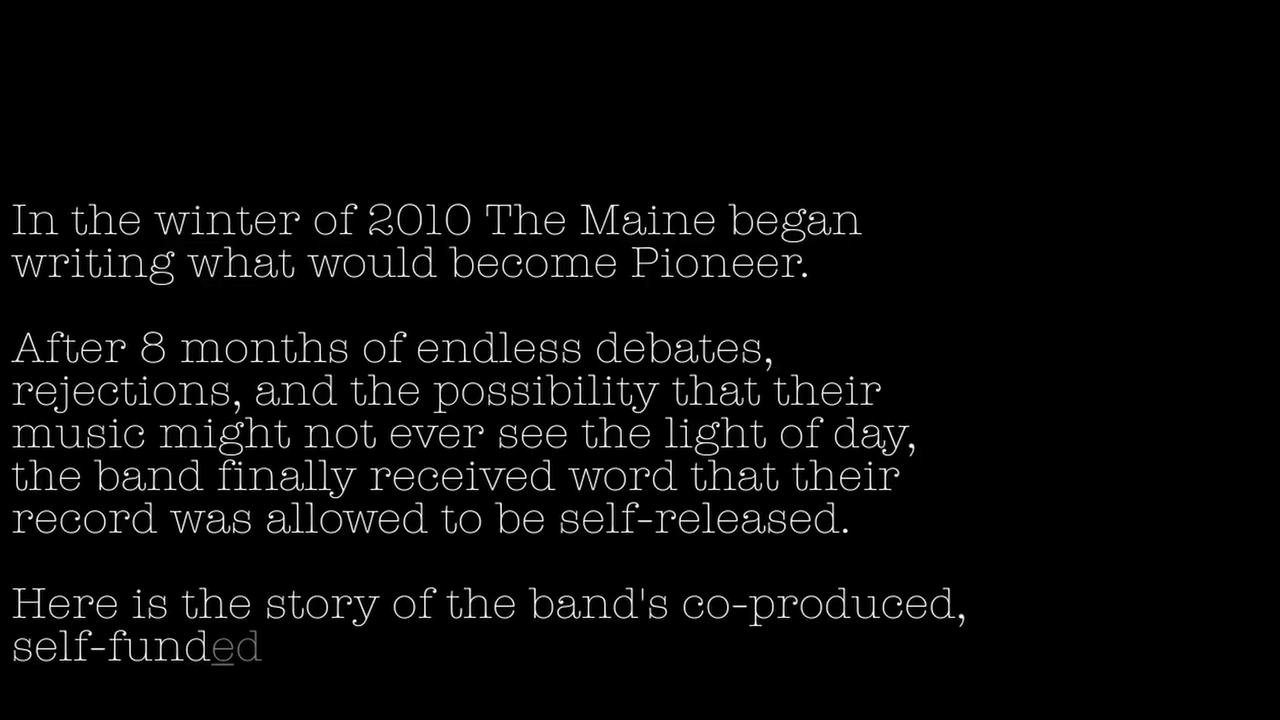 In the winter of 2010 The Maine began
writing what would become Pioneer.
After 8 months of endless debates,
rejections, and the possibility that their
music might not ever see the light of day,
the band finally received word that their
record was allowed to be self-released.
Here is the story of the band's co-produced,
self-funded